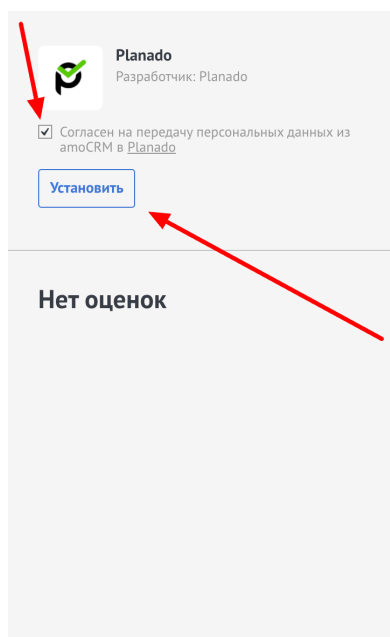 Planado
Разработчик: Planado
Согласен на передачу персональных данных из
amoCRM в Planado
Установить
Нет оценок